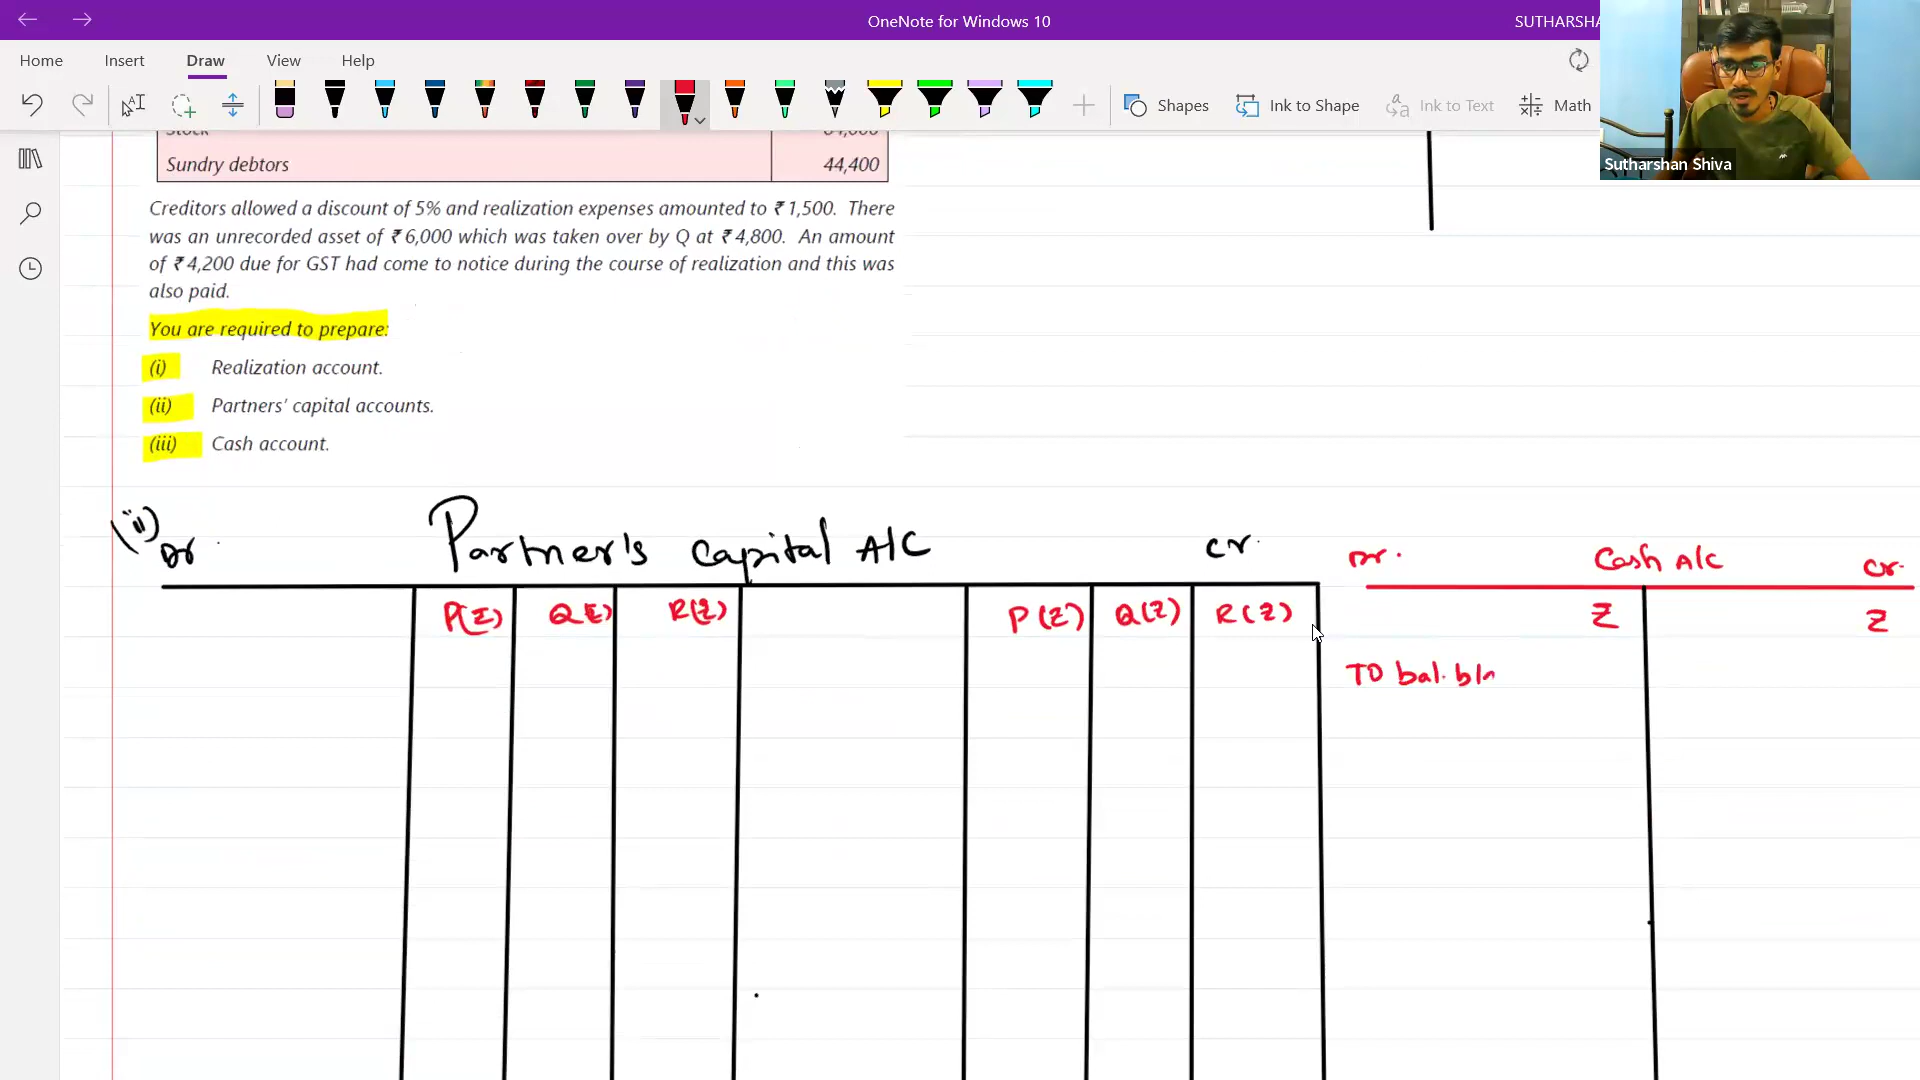 OneNote for Windows 10
SUTHARSHA
Home Insert Draw View Help
Shapes Ink to Shape Ink to Text Math
Sutharshan Shiva
Stock 64,000
Sundry debtors 44,400
Creditors allowed a discount of 5% and realization expenses amounted to ₹ 1,500. There
was an unrecorded asset of ₹ 6,000 which was taken over by Q at ₹ 4,800. An amount
of ₹ 4,200 due for GST had come to notice during the course of realization and this was
also paid.
You are required to prepare:
(i) Realization account.
(ii) Partners' capital accounts.
(iii) Cash account.
(ii) Dr Partner's Capital A/C cr.
Dr. Cash A/C cr.
P(₹) Q(₹) R(₹) P(₹) Q(₹) R(₹)
₹ ₹
TO bal. b/n